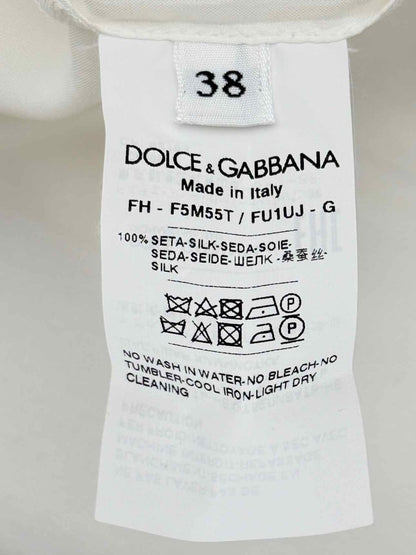 38
DOLCE & GABBANA
Made in Italy
FH - F5M55T / FU1UJ - G
100% SETA-SILK-SEDA-SOIE-
SEDA-SEIDE-ШЕЛК -桑蚕丝-
SILK
NO WASH IN WATER-NO BLEACH-NO
TUMBLER-COOL IRON-LIGHT DRY
CLEANING